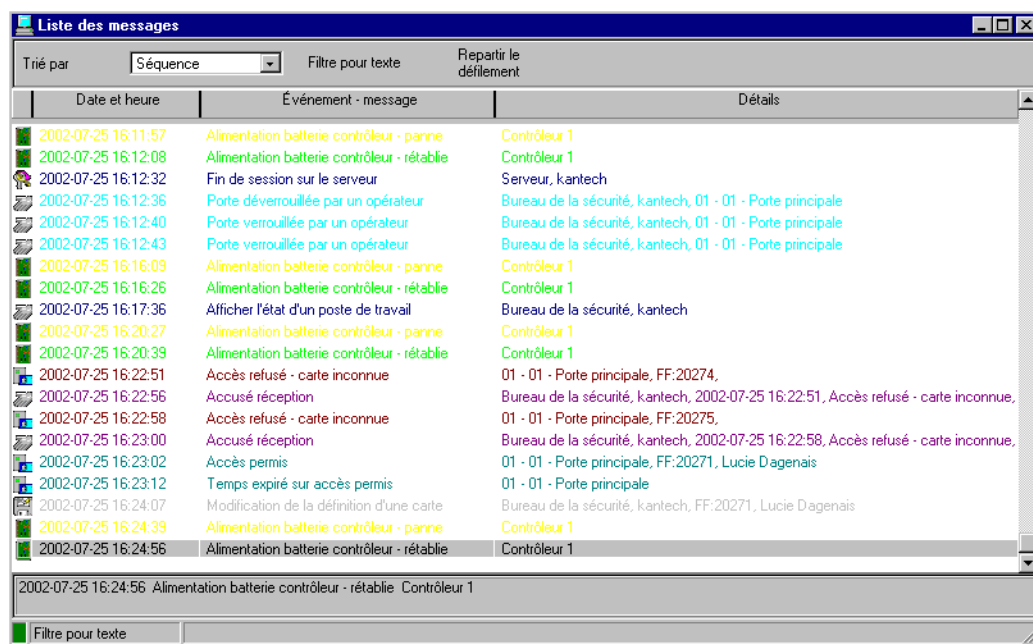 Liste des messages
Trié par Séquence Filtre pour texte Repartir le défilement
Date et heure Événement - message Détails
2002-07-25 16:11:57 Alimentation batterie contrôleur - panne Contrôleur 1
2002-07-25 16:12:08 Alimentation batterie contrôleur - rétablie Contrôleur 1
2002-07-25 16:12:32 Fin de session sur le serveur Serveur, kantech
2002-07-25 16:12:36 Porte déverrouillée par un opérateur Bureau de la sécurité, kantech, 01 - 01 - Porte principale
2002-07-25 16:12:40 Porte verrouillée par un opérateur Bureau de la sécurité, kantech, 01 - 01 - Porte principale
2002-07-25 16:12:43 Porte verrouillée par un opérateur Bureau de la sécurité, kantech, 01 - 01 - Porte principale
2002-07-25 16:16:09 Alimentation batterie contrôleur - panne Contrôleur 1
2002-07-25 16:16:26 Alimentation batterie contrôleur - rétablie Contrôleur 1
2002-07-25 16:17:36 Afficher l'état d'un poste de travail Bureau de la sécurité, kantech
2002-07-25 16:20:27 Alimentation batterie contrôleur - panne Contrôleur 1
2002-07-25 16:20:39 Alimentation batterie contrôleur - rétablie Contrôleur 1
2002-07-25 16:22:51 Accès refusé - carte inconnue 01 - 01 - Porte principale, FF:20274,
2002-07-25 16:22:56 Accusé réception Bureau de la sécurité, kantech, 2002-07-25 16:22:51, Accès refusé - carte inconnue,
2002-07-25 16:22:58 Accès refusé - carte inconnue 01 - 01 - Porte principale, FF:20275,
2002-07-25 16:23:00 Accusé réception Bureau de la sécurité, kantech, 2002-07-25 16:22:58, Accès refusé - carte inconnue,
2002-07-25 16:23:02 Accès permis 01 - 01 - Porte principale, FF:20271, Lucie Dagenais
2002-07-25 16:23:12 Temps expiré sur accès permis 01 - 01 - Porte principale
2002-07-25 16:24:07 Modification de la définition d'une carte Bureau de la sécurité, kantech, FF:20271, Lucie Dagenais
2002-07-25 16:24:39 Alimentation batterie contrôleur - panne Contrôleur 1
2002-07-25 16:24:56 Alimentation batterie contrôleur - rétablie Contrôleur 1
2002-07-25 16:24:56 Alimentation batterie contrôleur - rétablie Contrôleur 1
Filtre pour texte